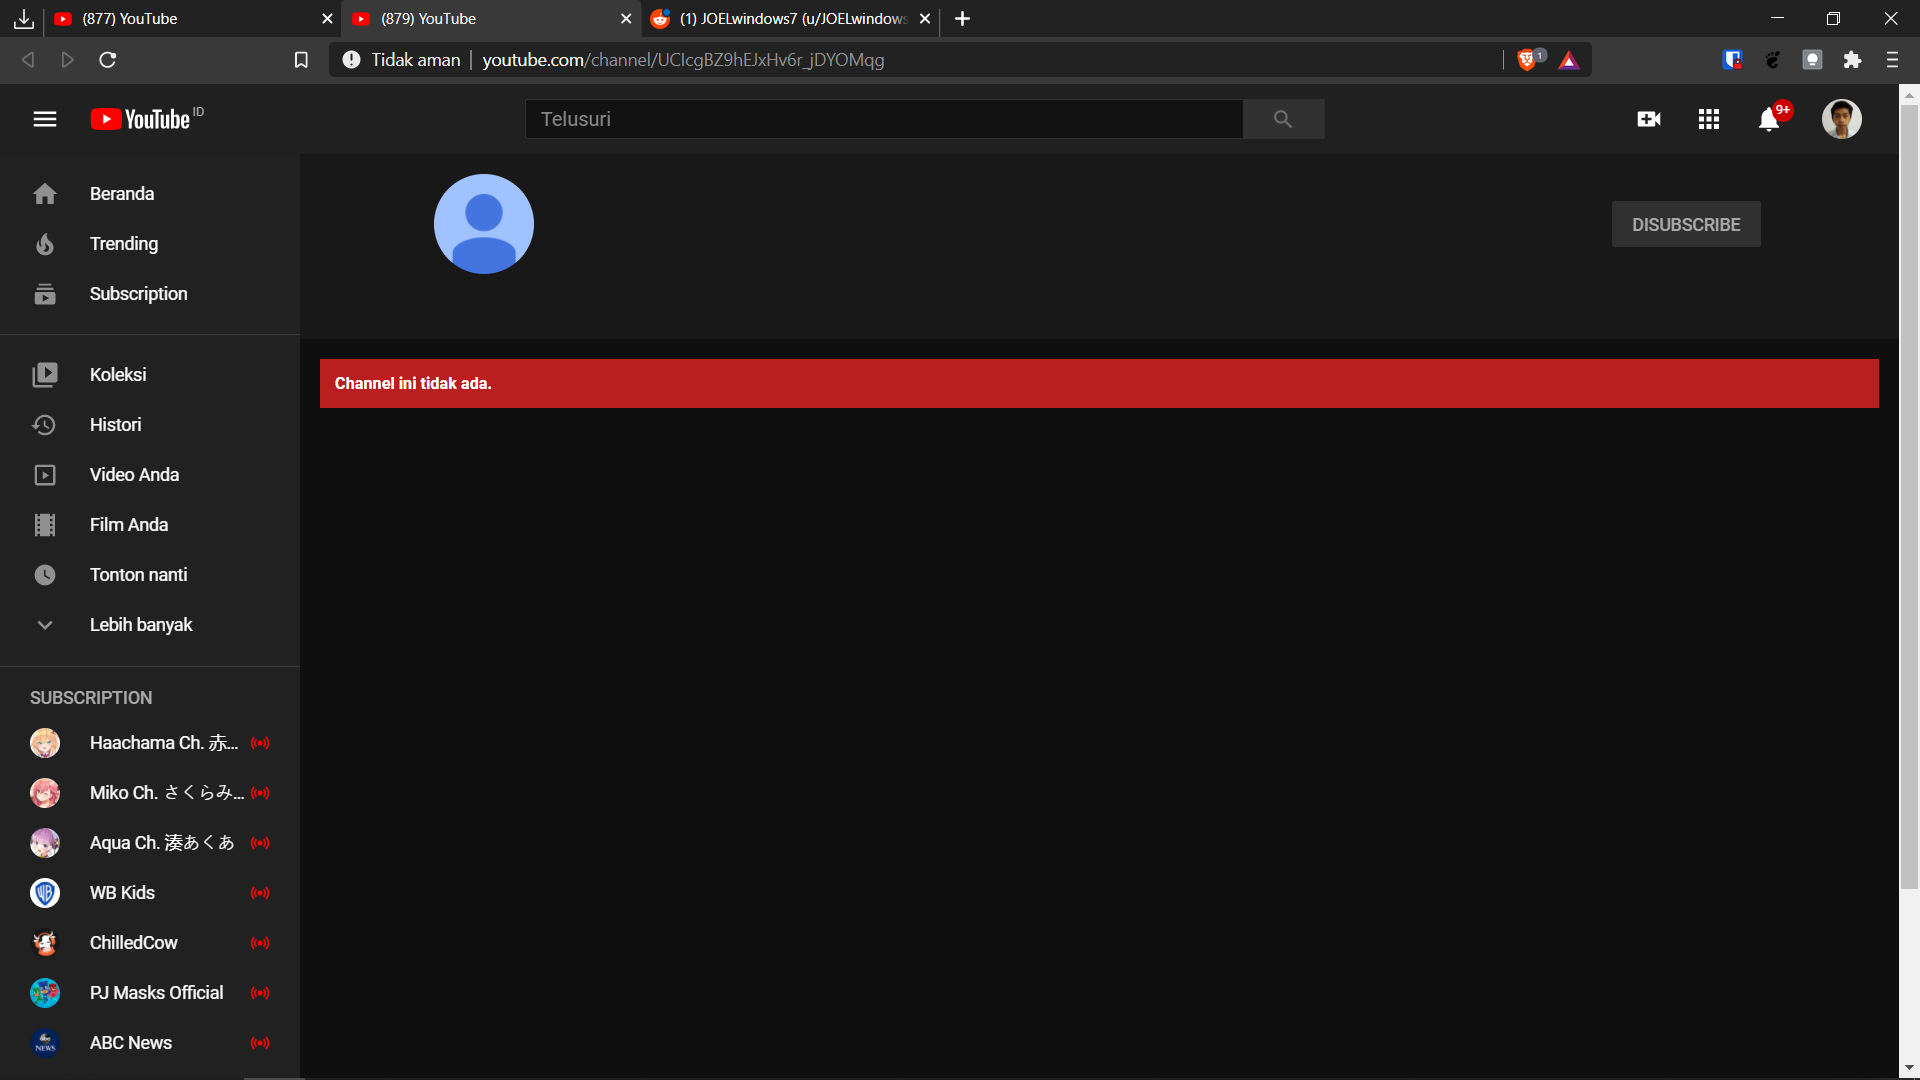 (877) YouTube
(879) YouTube
(1) JOELwindows7 (u/JOELwindows
Tidak aman
youtube.com/channel/UCIcgBZ9hEJxHv6r_jDYOMqg
1
YouTube ID
Telusuri
9+
Beranda
Trending
Subscription
DISUBSCRIBE
Channel ini tidak ada.
Koleksi
Histori
Video Anda
Film Anda
Tonton nanti
Lebih banyak
SUBSCRIPTION
Haachama Ch. 赤...
Miko Ch. さくらみ...
Aqua Ch. 湊あくあ
WB Kids
ChilledCow
PJ Masks Official
ABC News